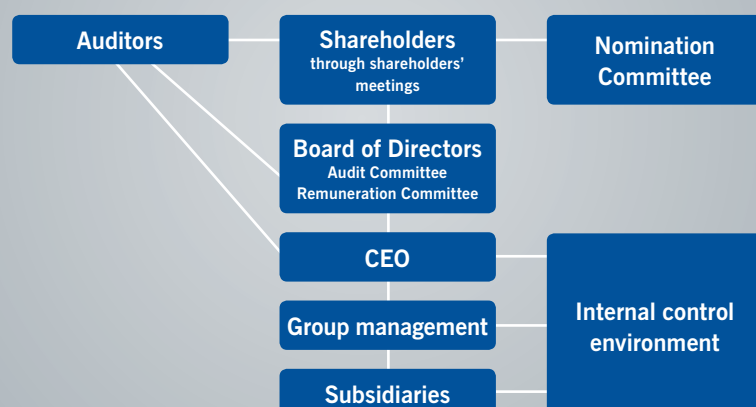 Auditors
Shareholders
through shareholders'
meetings
Nomination
Committee
Board of Directors
Audit Committee
Remuneration Committee
CEO
Group management
Internal control
environment
Subsidiaries